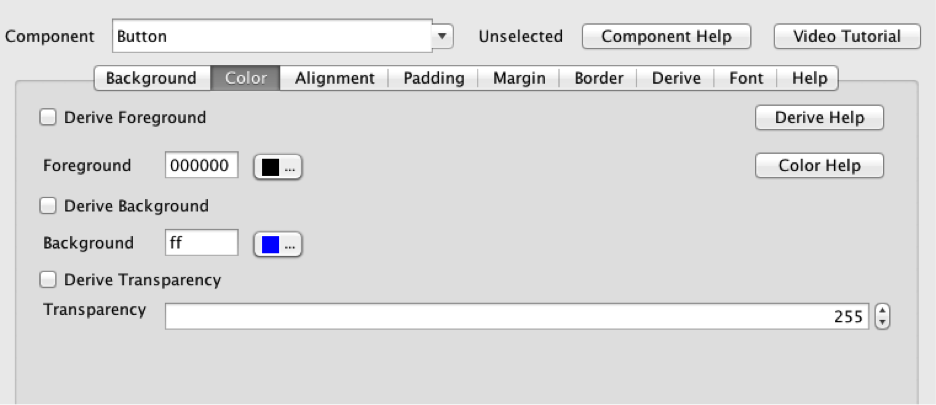 Component Button Unselected Component Help Video Tutorial
Background Color Alignment Padding Margin Border Derive Font Help
Derive Foreground Derive Help
Foreground 000000 ... Color Help
Derive Background
Background ff ...
Derive Transparency
Transparency 255